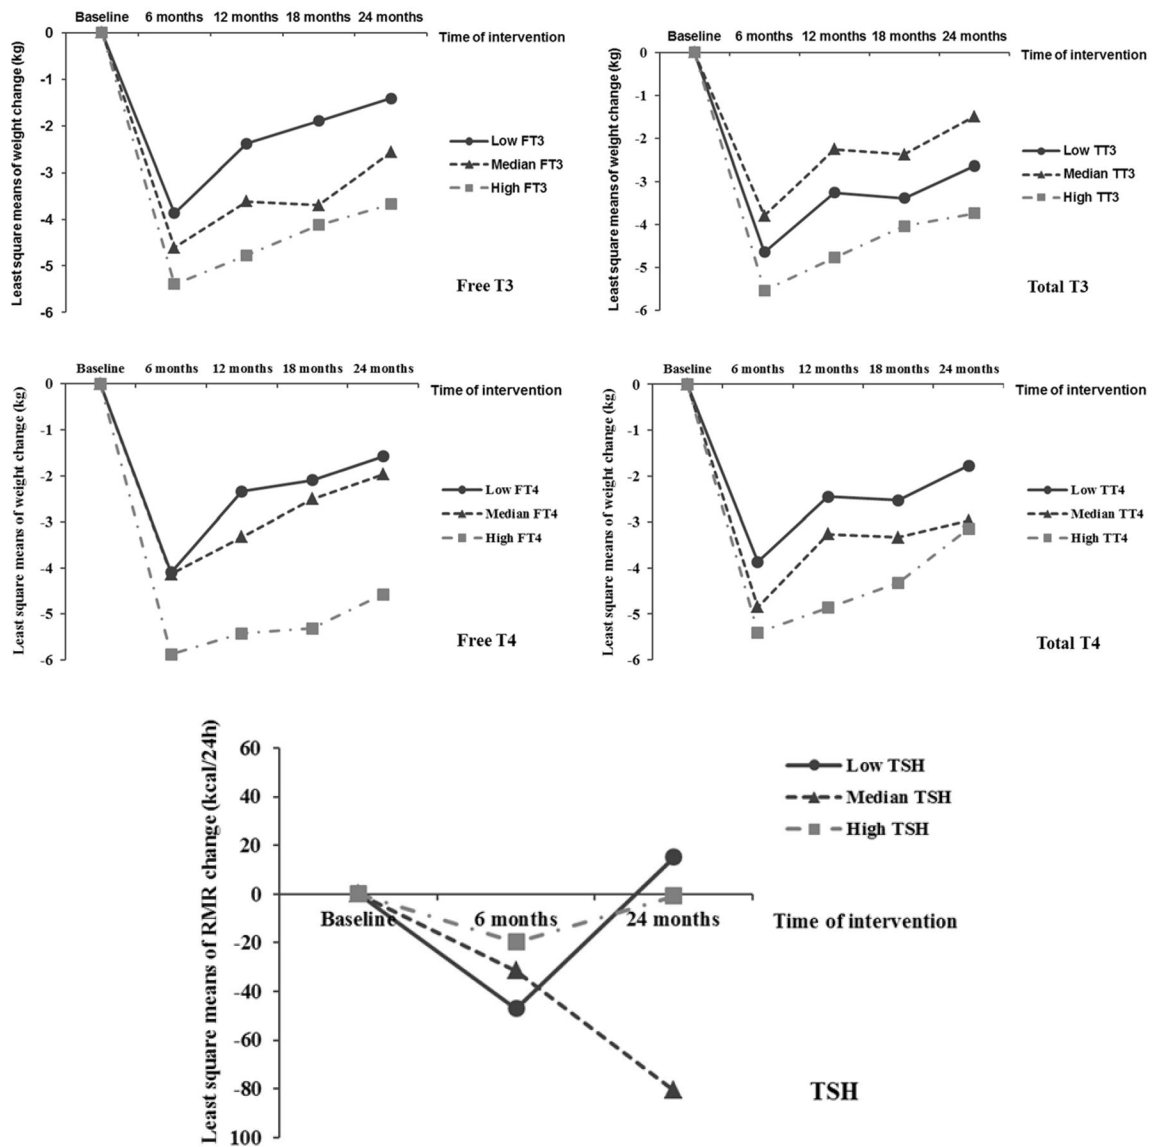 Baseline 6 months 12 months 18 months 24 months
Time of intervention
Least square means of weight change (kg)
0
-1
-2
-3
-4
-5
-6
Low FT3
Median FT3
High FT3
Free T3
Baseline 6 months 12 months 18 months 24 months
Time of intervention
Least square means of weight change (kg)
0
-1
-2
-3
-4
-5
-6
Low TT3
Median TT3
High TT3
Total T3
Baseline 6 months 12 months 18 months 24 months
Time of intervention
Least square means of weight change (kg)
0
-1
-2
-3
-4
-5
-6
Low FT4
Median FT4
High FT4
Free T4
Baseline 6 months 12 months 18 months 24 months
Time of intervention
Least square means of weight change (kg)
0
-1
-2
-3
-4
-5
-6
Low TT4
Median TT4
High TT4
Total T4
Least square means of RMR change (kcal/24h)
60
40
20
0
-20
-40
-60
-80
100
Low TSH
Median TSH
High TSH
Baseline 6 months 24 months
Time of intervention
TSH